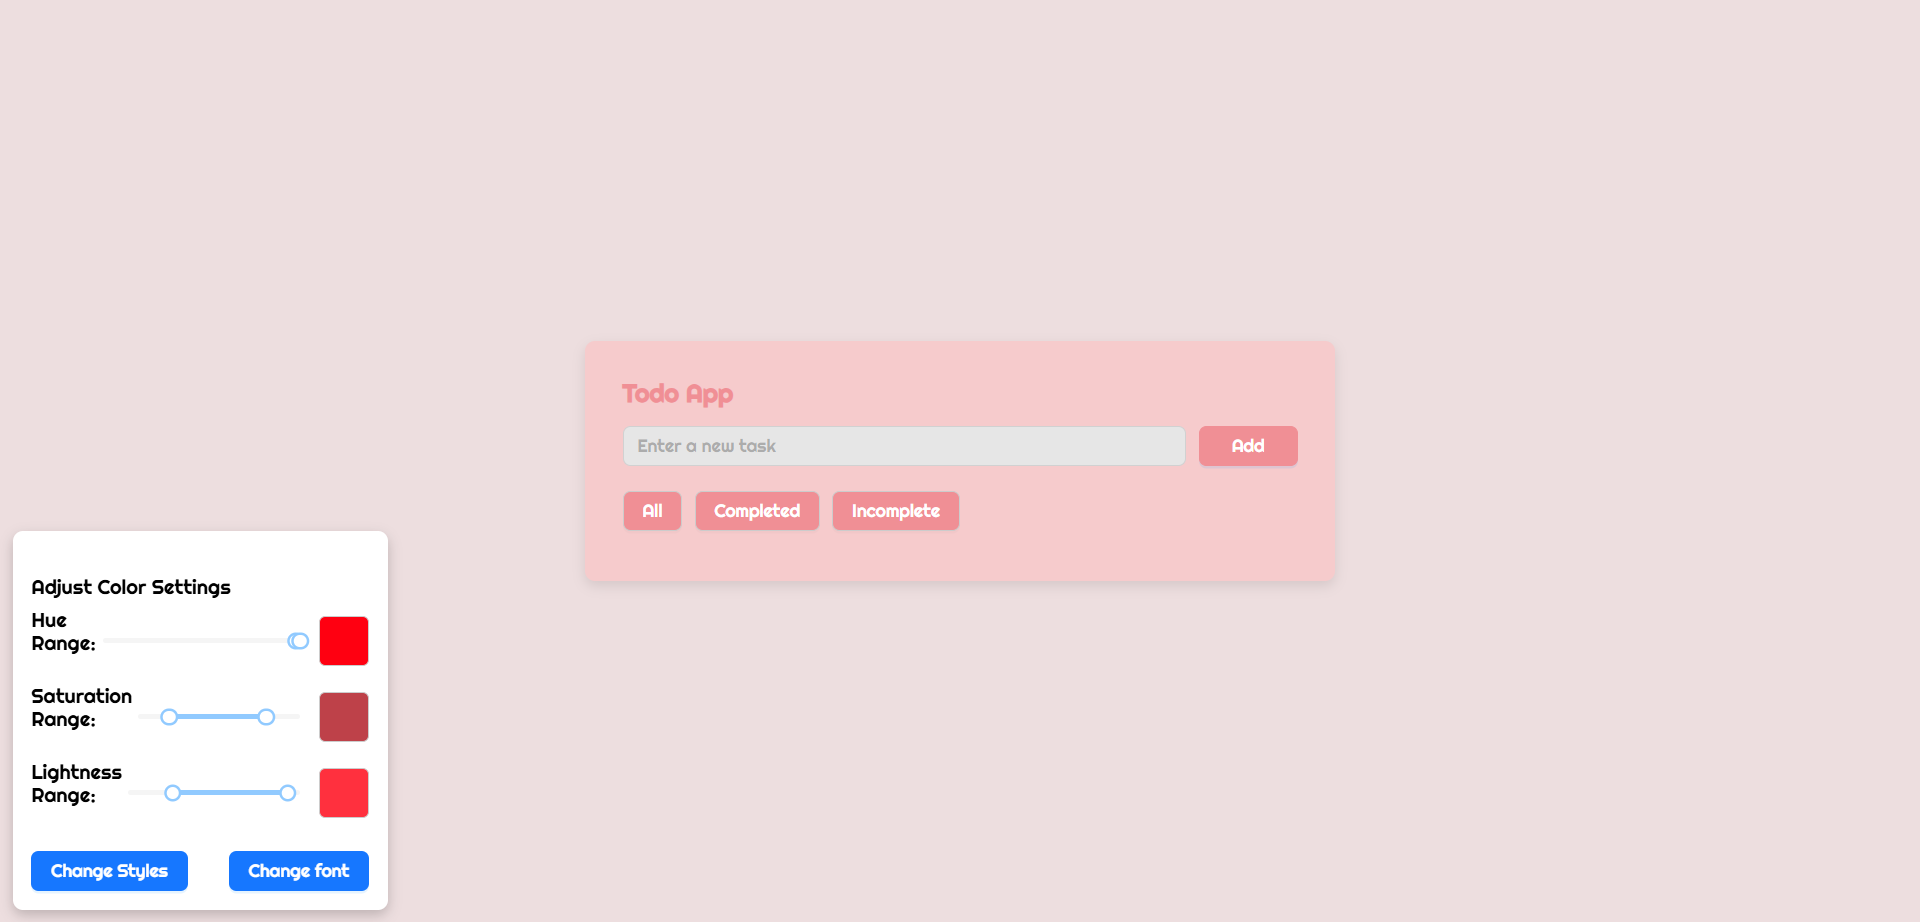 Todo App
Enter a new task
Add
All
Completed
Incomplete
Adjust Color Settings
Hue
Range:
Saturation
Range:
Lightness
Range:
Change Styles
Change font